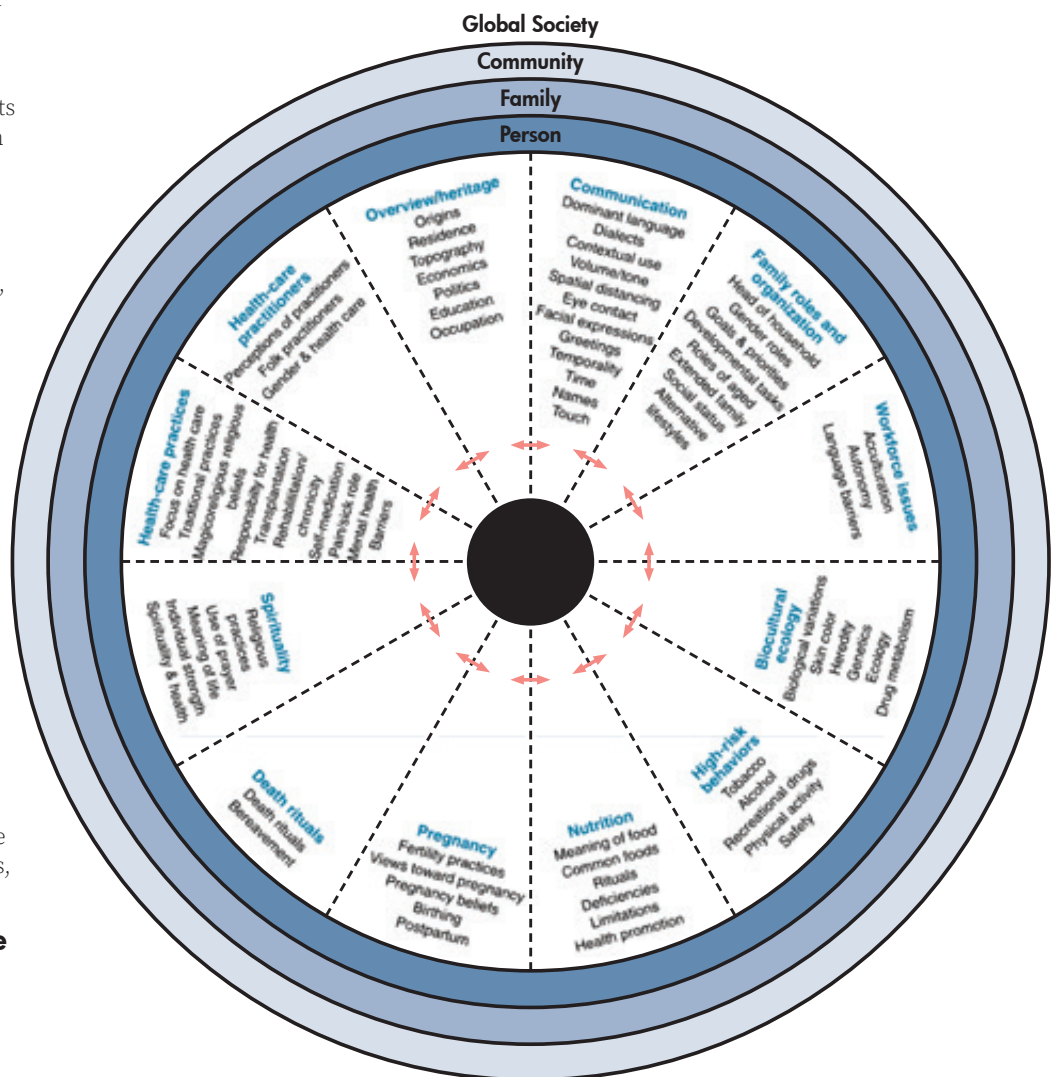 Global Society
Community
Family
Person
Overview/heritage
Origins
Residence
Topography
Economics
Politics
Education
Occupation
Communication
Dominant language
Dialects
Contextual use
Volume/tone
Spatial distancing
Eye contact
Facial expressions
Greetings
Temporality
Time
Names
Touch
Family roles and
organization
Head of household
Gender roles
Goals & priorities
Developmental tasks
Roles of aged
Extended family
Social status
Alternative
lifestyles
Workforce issues
Acculturation
Autonomy
Language barriers
Biocultural
ecology
Biological variations
Skin color
Heredity
Genetics
Ecology
Drug metabolism
High-risk
behaviors
Tobacco
Alcohol
Recreational drugs
Physical activity
Safety
Nutrition
Meaning of food
Common foods
Rituals
Deficiencies
Limitations
Health promotion
Pregnancy
Fertility practices
Views toward pregnancy
Pregnancy beliefs
Birthing
Postpartum
Death rituals
Death rituals
Bereavement
Spirituality
Religious
practices
Use of prayer
Meaning of life
Individual strength
Spirituality & health
Health-care practices
Focus on health care
Traditional practices
Magicoreligious religious
beliefs
Responsibility for health
Transplantation
Rehabilitation/
chronicity
Self-medication
Pain/sick role
Mental health
Barriers
Health-care
practitioners
Perceptions of practitioners
Folk practitioners
Gender & health care